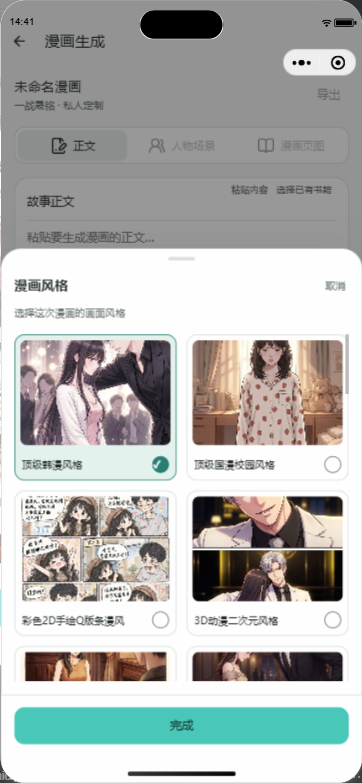 14:41
漫画生成
未命名漫画
导出
一战晟铭·私人定制
正文
人物场景
漫画页图
粘贴内容 选择已有书籍
故事正文
粘贴要生成漫画的正文...
漫画风格
取消
选择这次漫画的画面风格
顶级韩漫风格
顶级国漫校园风格
彩色2D手绘Q版条漫风
3D动漫二次元风格
完成